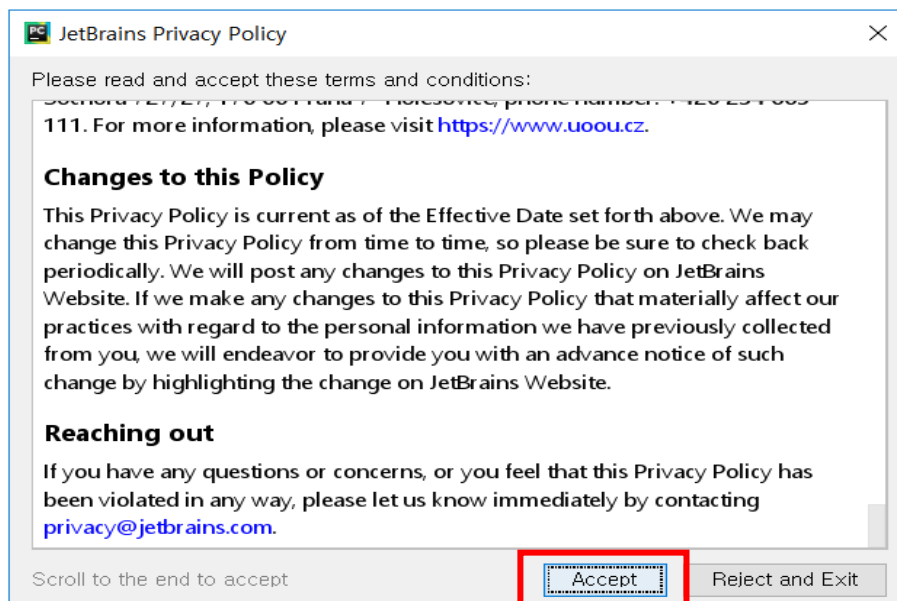 PC JetBrains Privacy Policy
Please read and accept these terms and conditions:
111. For more information, please visit https://www.uoou.cz.
Changes to this Policy
This Privacy Policy is current as of the Effective Date set forth above. We may
change this Privacy Policy from time to time, so please be sure to check back
periodically. We will post any changes to this Privacy Policy on JetBrains
Website. If we make any changes to this Privacy Policy that materially affect our
practices with regard to the personal information we have previously collected
from you, we will endeavor to provide you with an advance notice of such
change by highlighting the change on JetBrains Website.
Reaching out
If you have any questions or concerns, or you feel that this Privacy Policy has
been violated in any way, please let us know immediately by contacting
privacy@jetbrains.com.
Scroll to the end to accept Accept Reject and Exit